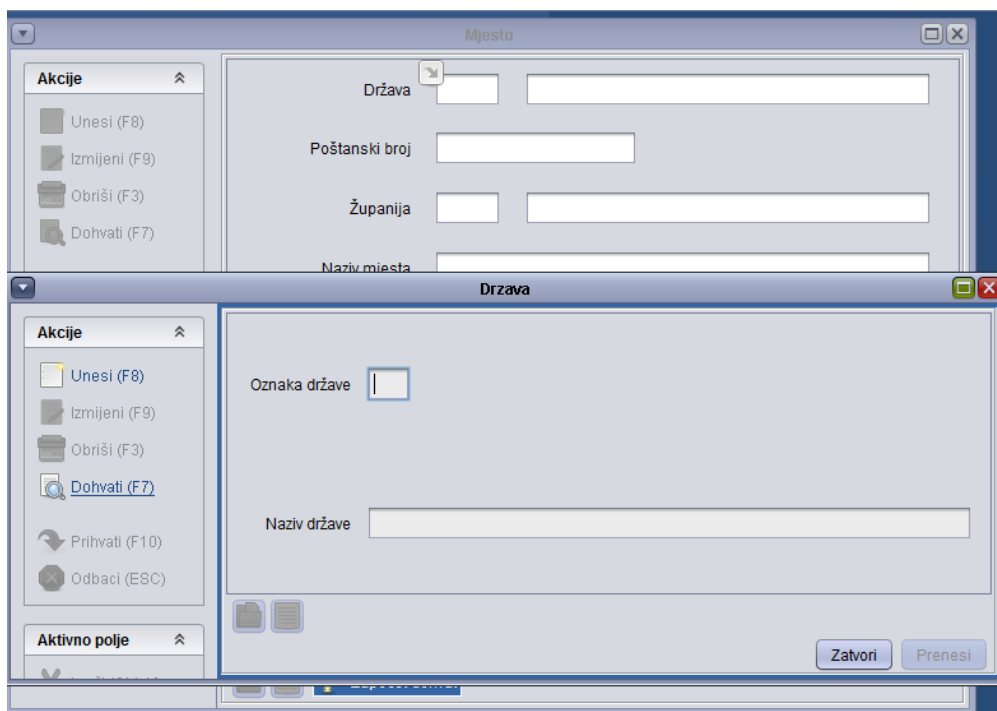 Mjesto
Akcije
Unesi (F8)
Izmijeni (F9)
Obriši (F3)
Dohvati (F7)
Država
Poštanski broj
Županija
Naziv mjesta
Drzava
Akcije
Unesi (F8)
Izmijeni (F9)
Obriši (F3)
Dohvati (F7)
Prihvati (F10)
Odbaci (ESC)
Aktivno polje
Oznaka države
Naziv države
Zatvori
Prenesi